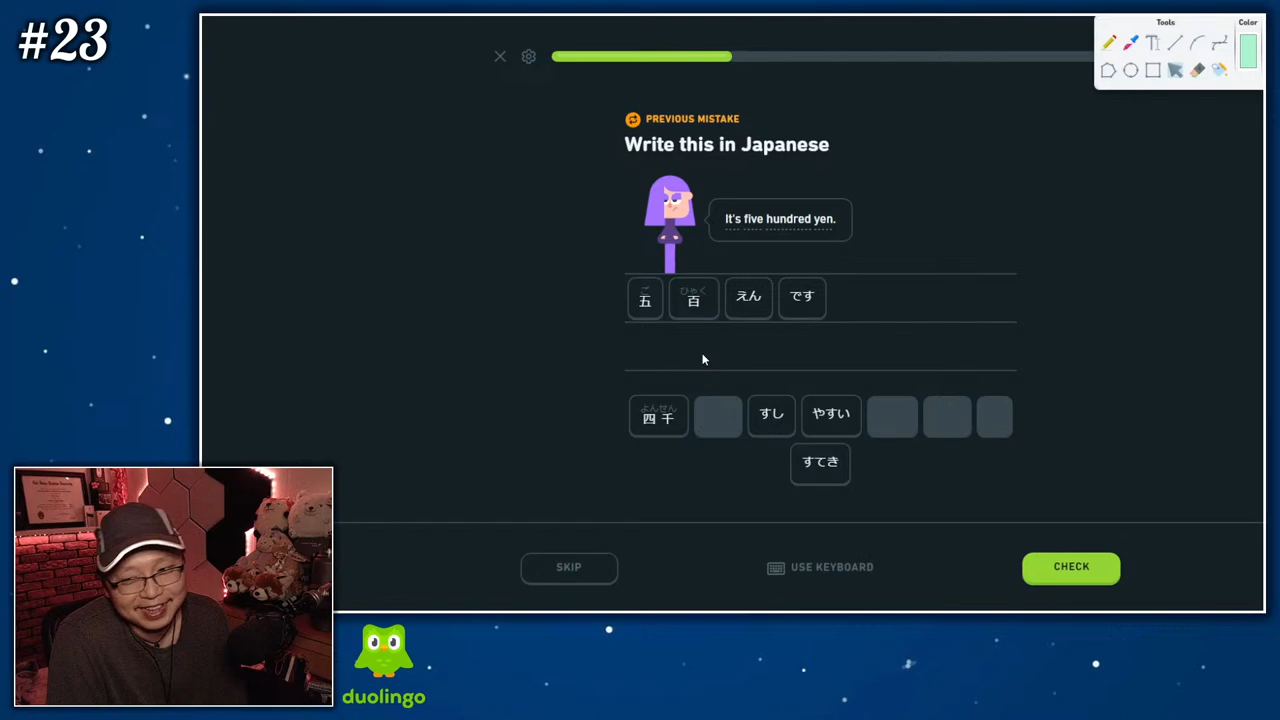 #23
Tools
Color
PREVIOUS MISTAKE
Write this in Japanese
It's five hundred yen.
ご ひゃく
五 百 えん です
よんせん
四千 すし やすい
すてき
SKIP
USE KEYBOARD
CHECK
duolingo